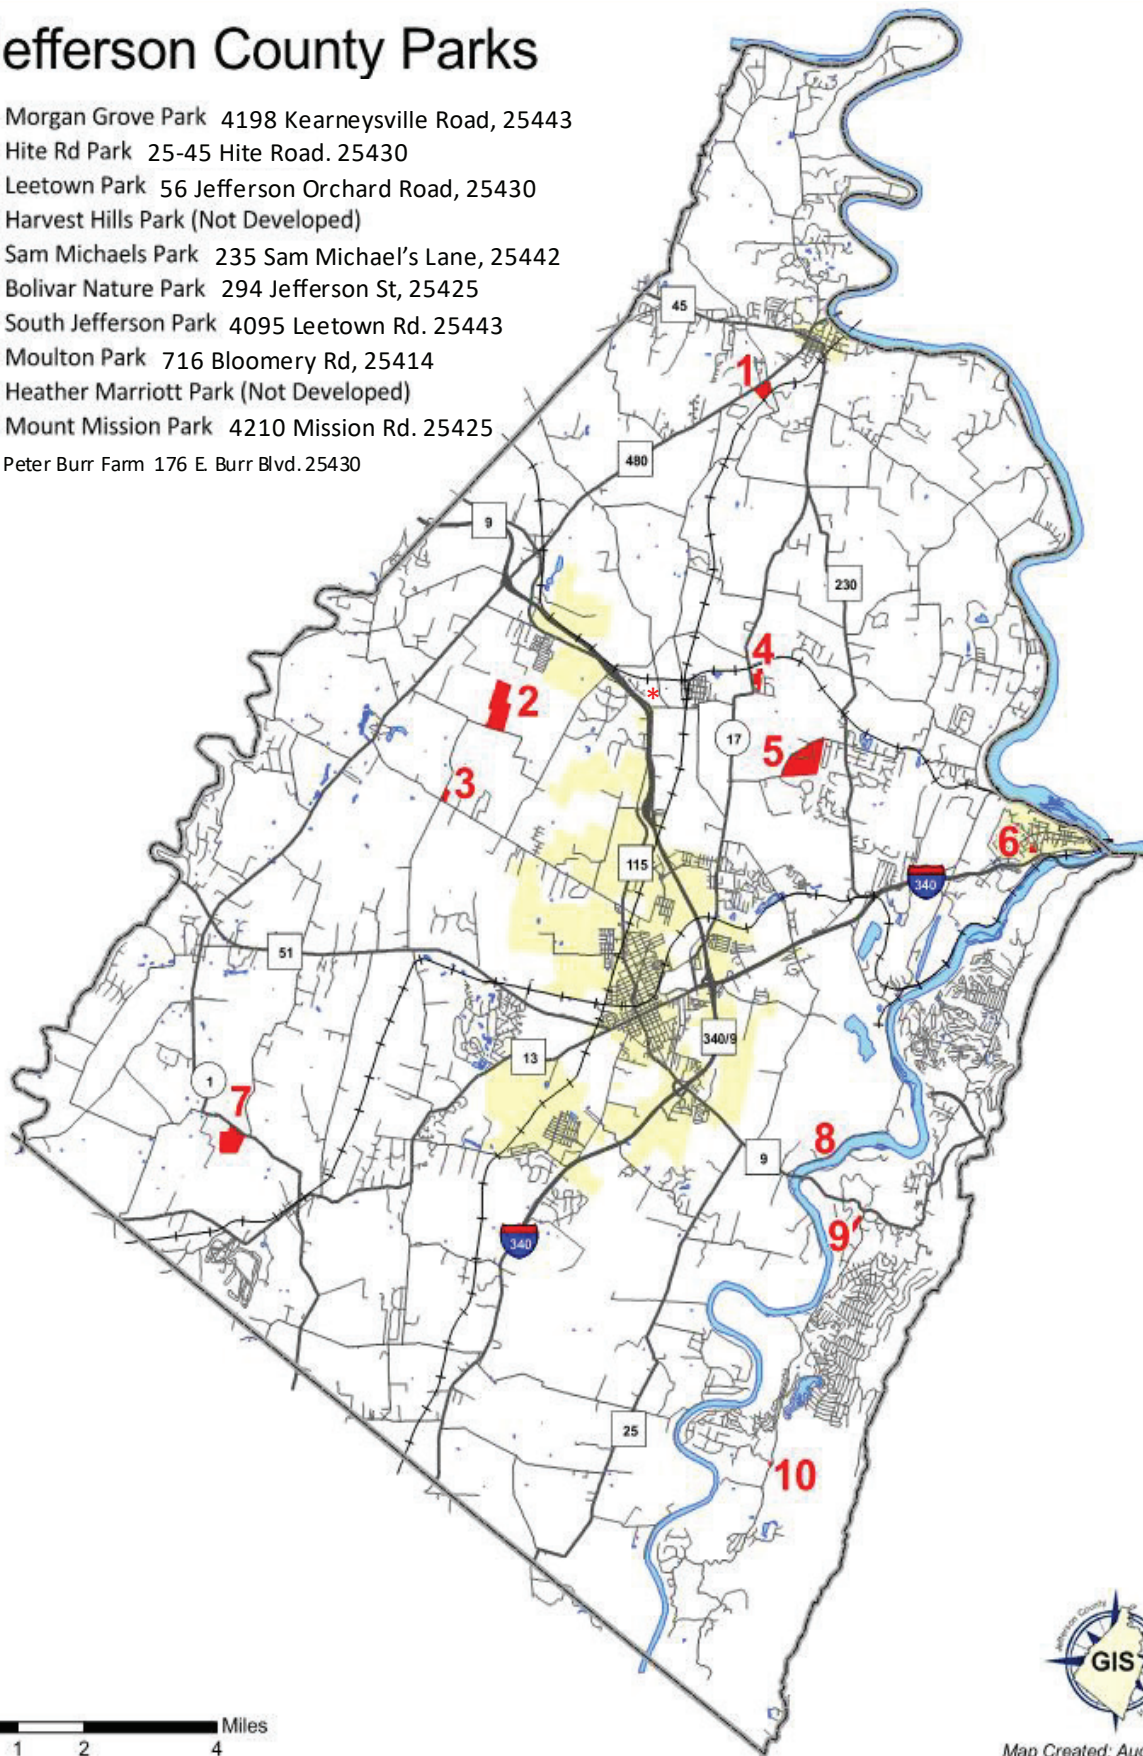 efferson County Parks
Morgan Grove Park 4198 Kearneysville Road, 25443
Hite Rd Park 25-45 Hite Road. 25430
Leetown Park 56 Jefferson Orchard Road, 25430
Harvest Hills Park (Not Developed)
Sam Michaels Park 235 Sam Michael's Lane, 25442
Bolivar Nature Park 294 Jefferson St, 25425
South Jefferson Park 4095 Leetown Rd. 25443
Moulton Park 716 Bloomery Rd, 25414
Heather Marriott Park (Not Developed)
Mount Mission Park 4210 Mission Rd. 25425
Peter Burr Farm 176 E. Burr Blvd. 25430
45
1
480
9
230
4
*
2
17
5
3
6
115
340
51
340/9
13
1
7
8
9
9
340
25
10
Jefferson County
GIS
Miles
1 2 4
Map Created: Aug